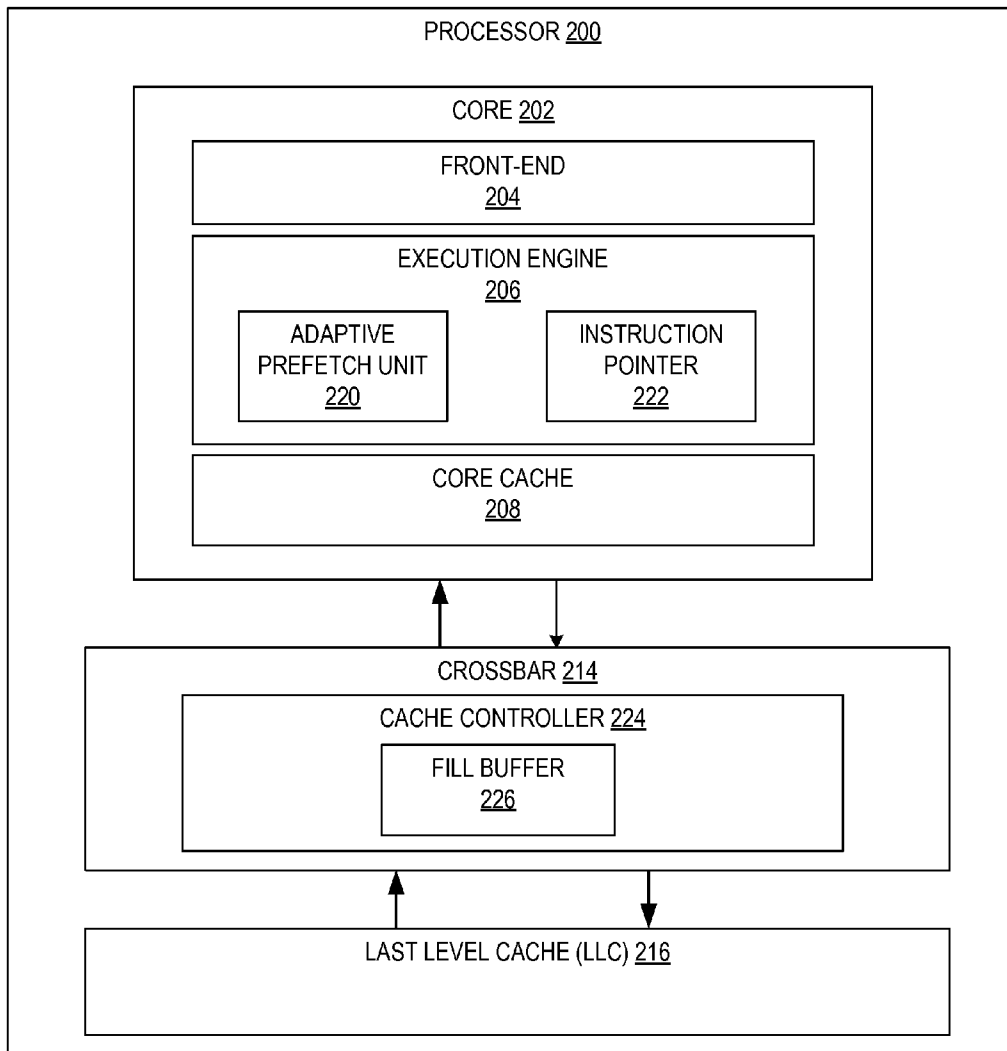 PROCESSOR 200
CORE 202
FRONT-END
204
EXECUTION ENGINE
206
ADAPTIVE
PREFETCH UNIT
220
INSTRUCTION
POINTER
222
CORE CACHE
208
CROSSBAR 214
CACHE CONTROLLER 224
FILL BUFFER
226
LAST LEVEL CACHE (LLC) 216